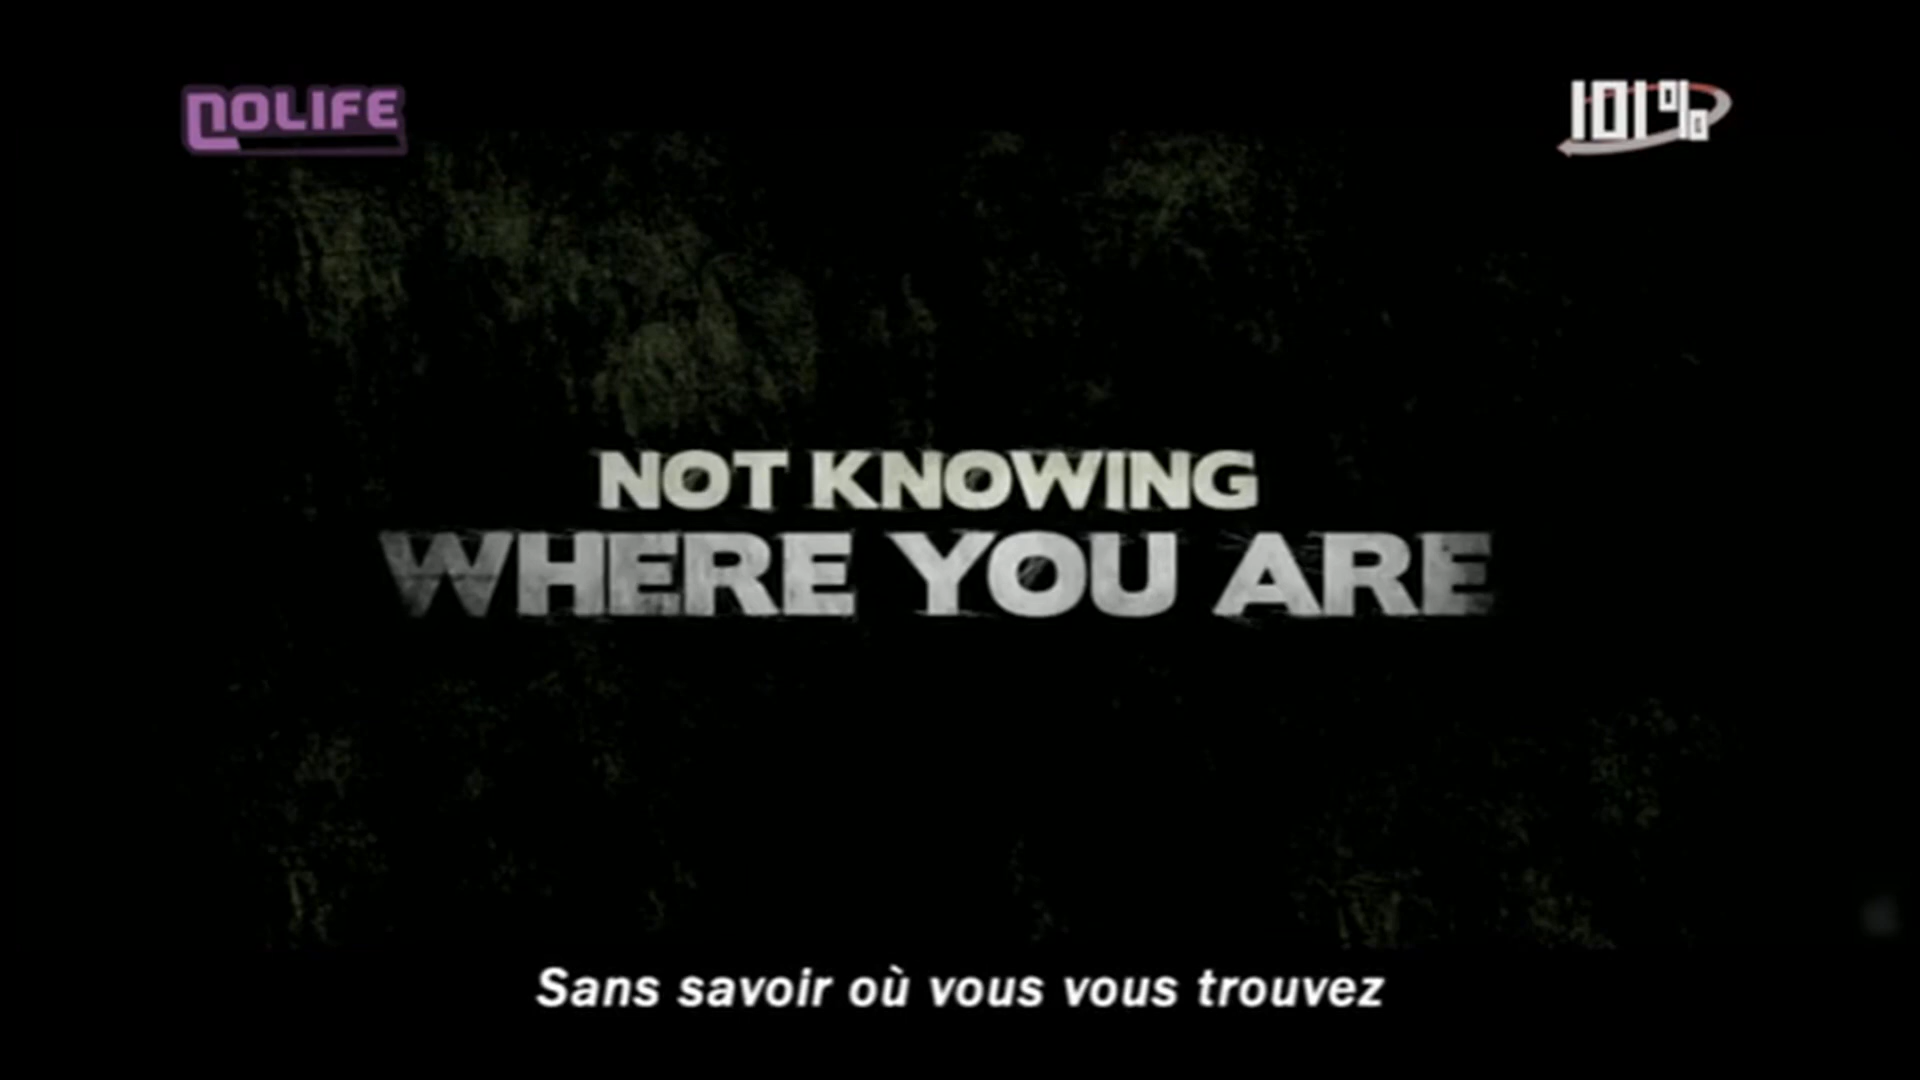 NOLIFE
101%
NOT KNOWING
WHERE YOU ARE
Sans savoir où vous vous trouvez